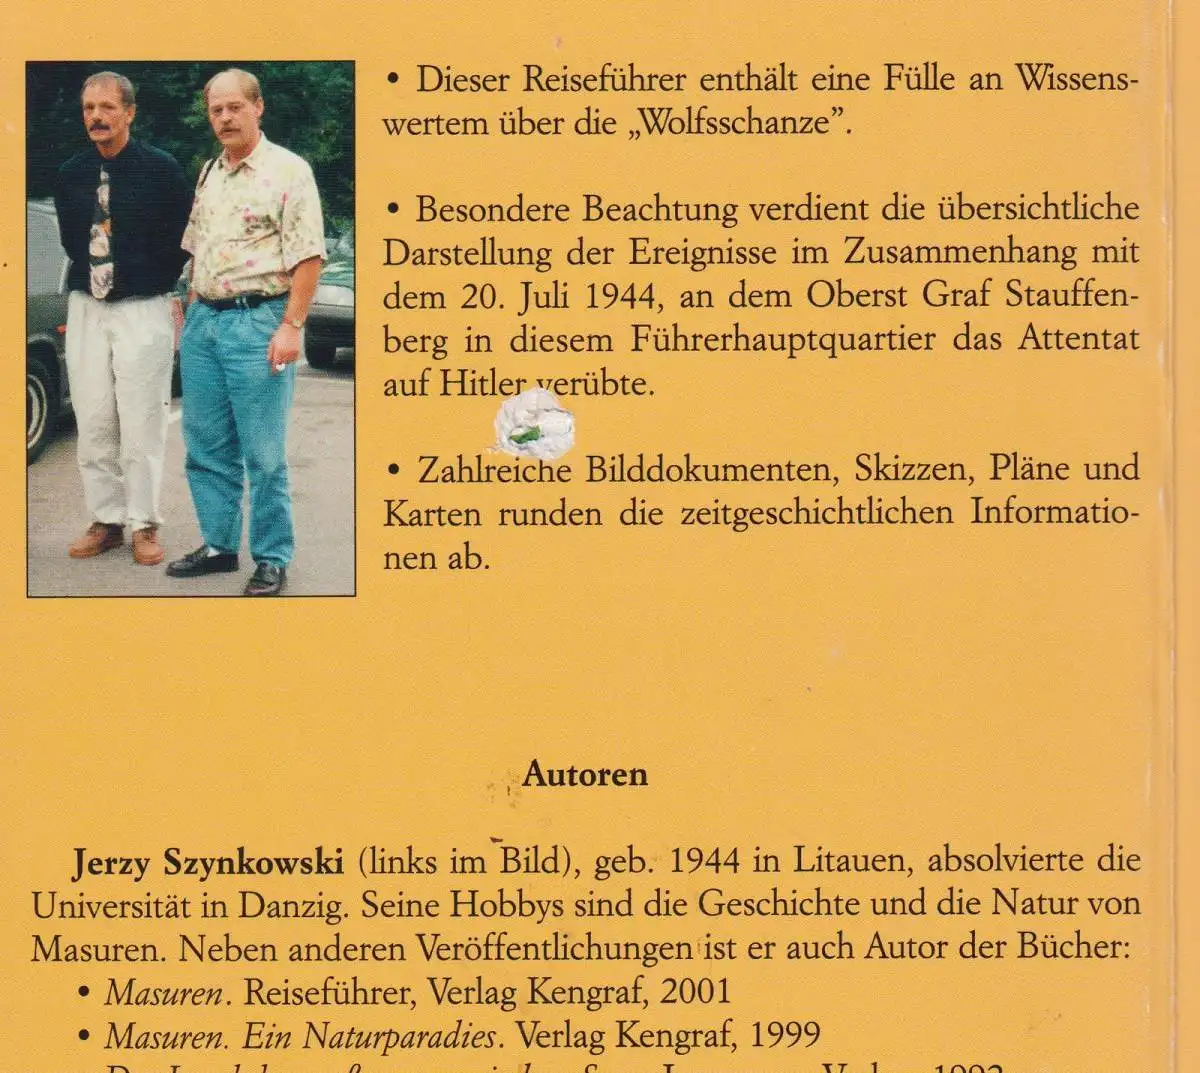 • Dieser Reiseführer enthält eine Fülle an Wissens-
wertem über die „Wolfsschanze”.
• Besondere Beachtung verdient die übersichtliche
Darstellung der Ereignisse im Zusammenhang mit
dem 20. Juli 1944, an dem Oberst Graf Stauffen-
berg in diesem Führerhauptquartier das Attentat
auf Hitler verübte.
• Zahlreiche Bilddokumenten, Skizzen, Pläne und
Karten runden die zeitgeschichtlichen Informatio-
nen ab.
Autoren
Jerzy Szynkowski (links im Bild), geb. 1944 in Litauen, absolvierte die
Universität in Danzig. Seine Hobbys sind die Geschichte und die Natur von
Masuren. Neben anderen Veröffentlichungen ist er auch Autor der Bücher:
• Masuren. Reiseführer, Verlag Kengraf, 2001
• Masuren. Ein Naturparadies. Verlag Kengraf, 1999